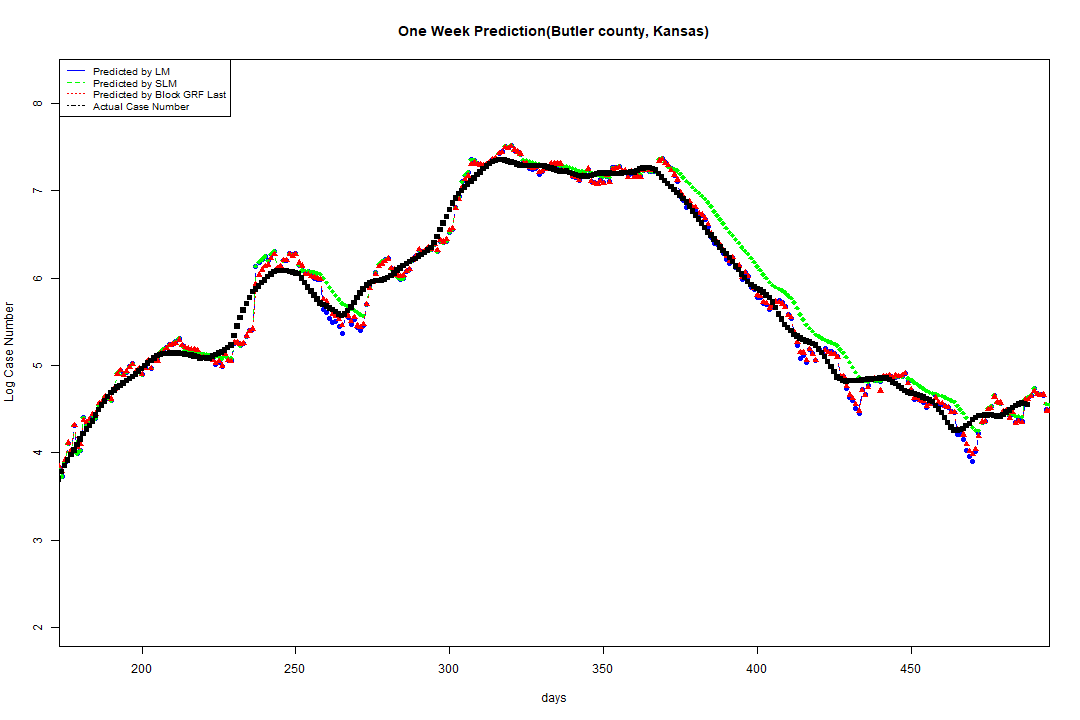 One Week Prediction(Butler county, Kansas)
Predicted by LM
Predicted by SLM
Predicted by Block GRF Last
Actual Case Number
8
7
6
5
4
3
2
Log Case Number
200 250 300 350 400 450
days